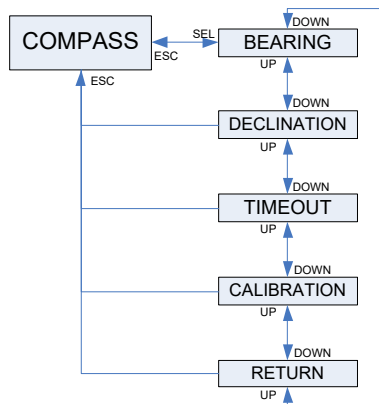 DOWN
COMPASS
SEL
BEARING
ESC
UP
ESC
DOWN
DECLINATION
UP
DOWN
TIMEOUT
UP
DOWN
CALIBRATION
UP
DOWN
RETURN
UP